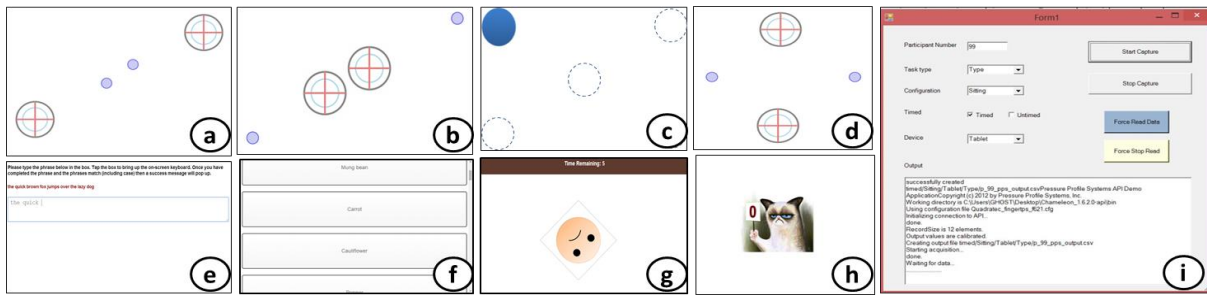 a
b
c
d
Please type the phrase below in the box. Tap the box to bring up the on-screen keyboard. Once you have
completed the phrase and the phrases match (including case) then a success message will pop up.
the quick brown fox jumps over the lazy dog
the quick
e
Mung bean
Carrot
Cauliflower
f
Time Remaining: 5
g
0
h
Form1
Participant Number 99
Start Capture
Task type Type
Stop Capture
Configuration Sitting
Timed Timed Untimed
Force Read Data
Device Tablet
Force Stop Read
Output
successfully created
timed/Sitting/Tablet/Type/p_99_pps_output.csvPressure Profile Systems API Demo
ApplicationCopyright (c) 2012 by Pressure Profile Systems, Inc.
Working directory is C:\Users\GHOST\Desktop\Chameleon_1.6.2.0-api\bin
Using configuration file Quadratec_fingertps_f621.cfg
Initializing connection to API...
done.
RecordSize is 12 elements.
Output values are calibrated.
Creating output file timed/Sitting/Tablet/Type/p_99_pps_output.csv
Starting acquisition...
done.
Waiting for data...
i